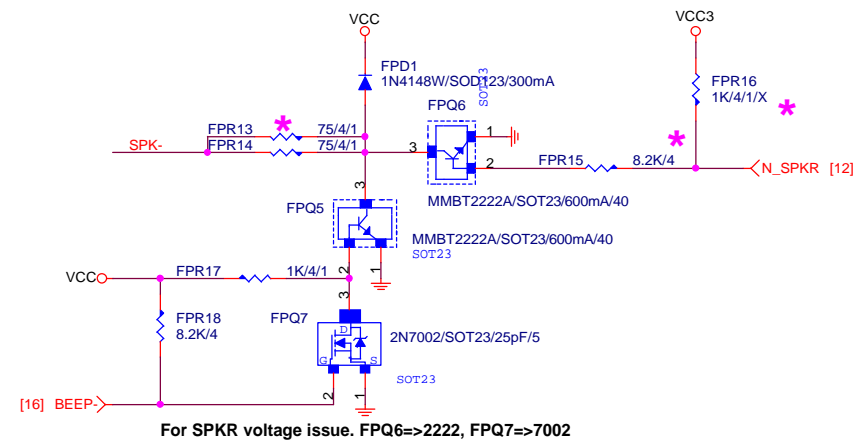 VCC
VCC3
FPD1
1N4148W/SOD123/300mA
SOT23
FPR16
1K/4/1/X
*
FPQ6
FPR13 * 75/4/1
SPK-
FPR14 75/4/1
3
1
2
*
FPR15 8.2K/4
N_SPKR [12]
3
MMBT2222A/SOT23/600mA/40
FPQ5
MMBT2222A/SOT23/600mA/40
SOT23
2
1
VCC
FPR17 1K/4/1
3
FPR18
8.2K/4
FPQ7
D
G
S
2N7002/SOT23/25pF/5
SOT23
2
1
[16] BEEP-
For SPKR voltage issue. FPQ6=>2222, FPQ7=>7002